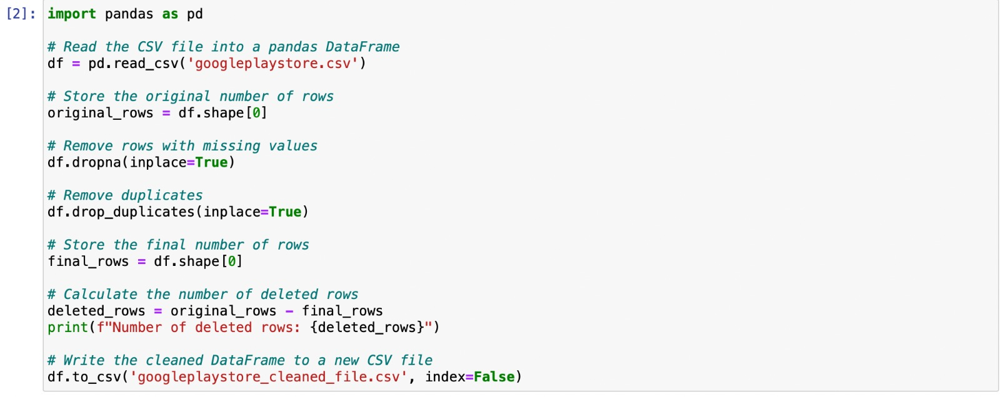 [2]: import pandas as pd
# Read the CSV file into a pandas DataFrame
df = pd.read_csv('googleplaystore.csv')
# Store the original number of rows
original_rows = df.shape[0]
# Remove rows with missing values
df.dropna(inplace=True)
# Remove duplicates
df.drop_duplicates(inplace=True)
# Store the final number of rows
final_rows = df.shape[0]
# Calculate the number of deleted rows
deleted_rows = original_rows - final_rows
print(f"Number of deleted rows: {deleted_rows}")
# Write the cleaned DataFrame to a new CSV file
df.to_csv('googleplaystore_cleaned_file.csv', index=False)